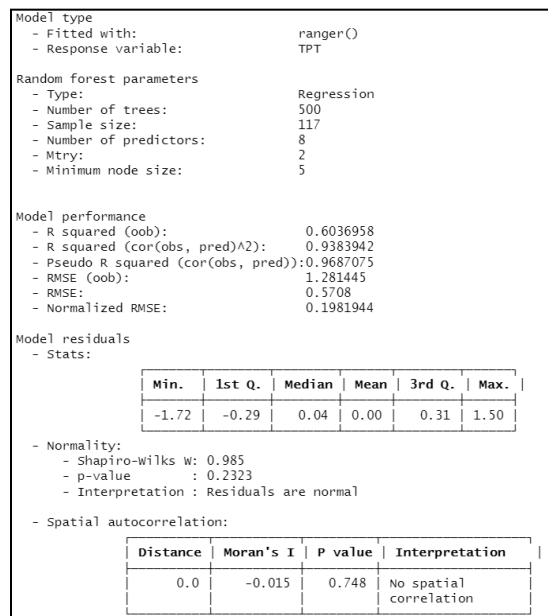 Model type
- Fitted with: ranger()
- Response variable: TPT
Random forest parameters
- Type: Regression
- Number of trees: 500
- Sample size: 117
- Number of predictors: 8
- Mtry: 2
- Minimum node size: 5
Model performance
- R squared (oob): 0.6036958
- R squared (cor(obs, pred)^2): 0.9383942
- Pseudo R squared (cor(obs, pred)):0.9687075
- RMSE (oob): 1.281445
- RMSE: 0.5708
- Normalized RMSE: 0.1981944
Model residuals
- Stats:
| Min. | 1st Q. | Median | Mean | 3rd Q. | Max. |
| -1.72 | -0.29 | 0.04 | 0.00 | 0.31 | 1.50 |
- Normality:
- Shapiro-Wilks W: 0.985
- p-value : 0.2323
- Interpretation : Residuals are normal
- Spatial autocorrelation:
| Distance | Moran's I | P value | Interpretation |
| 0.0 | -0.015 | 0.748 | No spatial
correlation